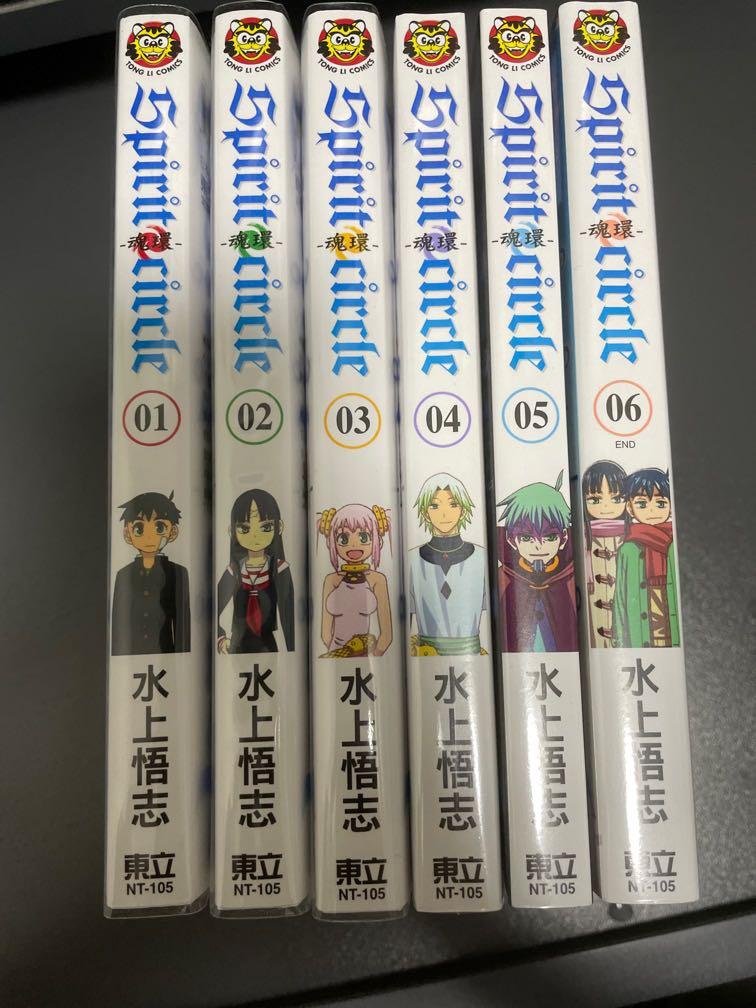 TONG LI COMICS
Spirit circle
-魂環-
01
水上悟志
東立
NT-105
TONG LI COMICS
Spirit circle
-魂環-
02
水上悟志
東立
NT-105
TONG LI COMICS
Spirit circle
-魂環-
03
水上悟志
東立
NT-105
TONG LI COMICS
Spirit circle
-魂環-
04
水上悟志
東立
NT-105
TONG LI COMICS
Spirit circle
-魂環-
05
水上悟志
東立
NT-105
TONG LI COMICS
Spirit circle
-魂環-
06
END
水上悟志
東立
NT-105